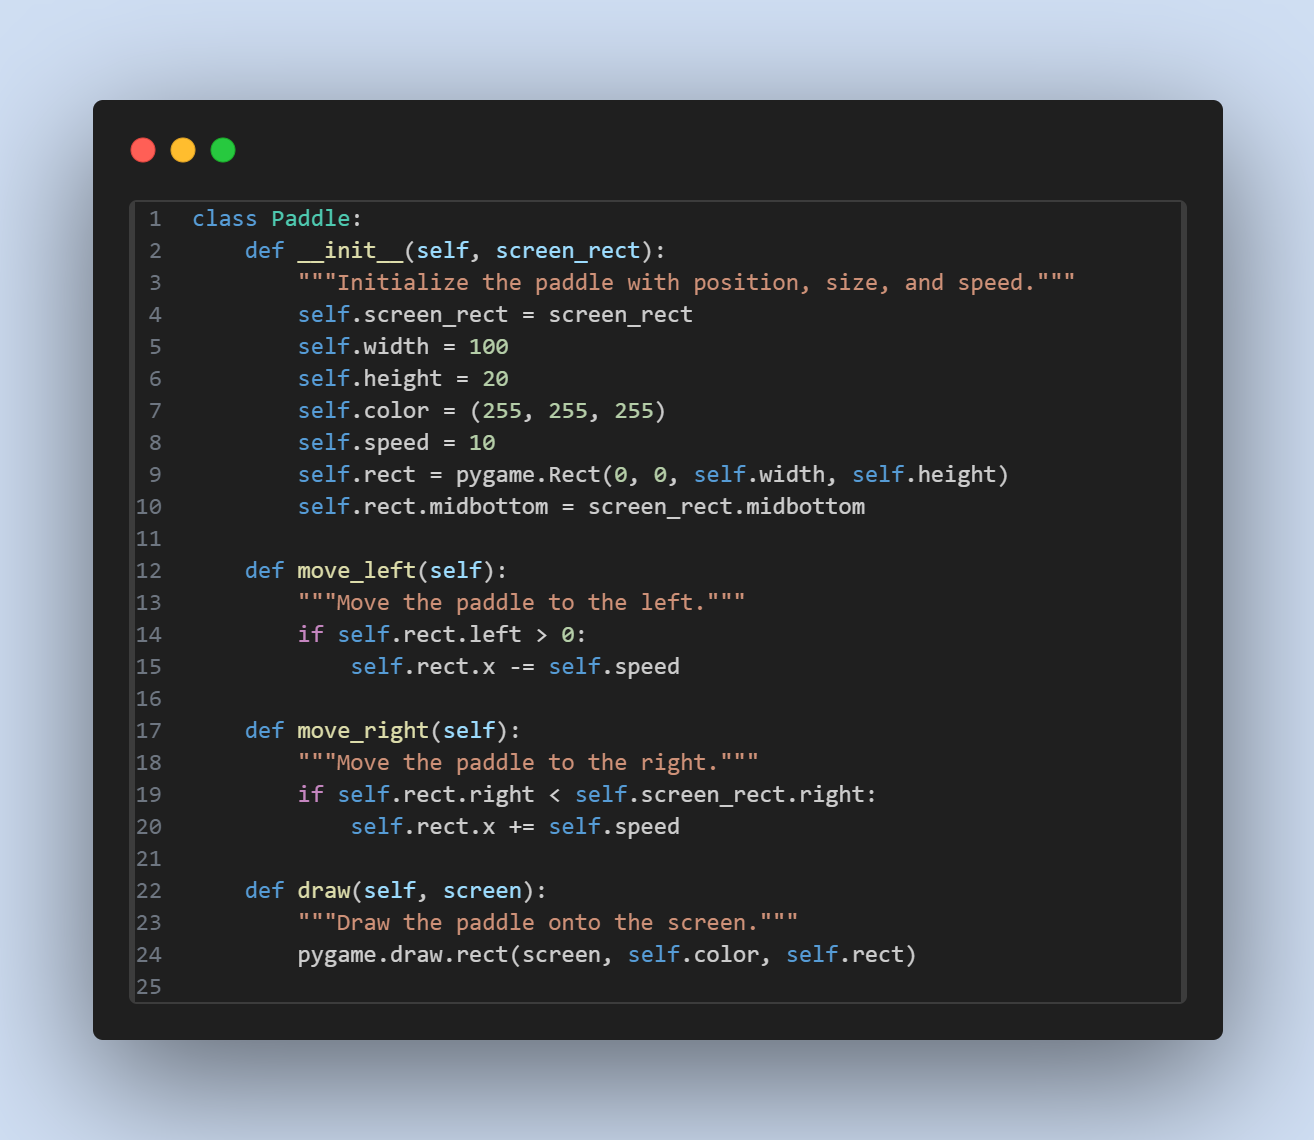 1 class Paddle:
2     def __init__(self, screen_rect):
3         """Initialize the paddle with position, size, and speed."""
4         self.screen_rect = screen_rect
5         self.width = 100
6         self.height = 20
7         self.color = (255, 255, 255)
8         self.speed = 10
9         self.rect = pygame.Rect(0, 0, self.width, self.height)
10         self.rect.midbottom = screen_rect.midbottom
11
12     def move_left(self):
13         """Move the paddle to the left."""
14         if self.rect.left > 0:
15             self.rect.x -= self.speed
16
17     def move_right(self):
18         """Move the paddle to the right."""
19         if self.rect.right < self.screen_rect.right:
20             self.rect.x += self.speed
21
22     def draw(self, screen):
23         """Draw the paddle onto the screen."""
24         pygame.draw.rect(screen, self.color, self.rect)
25